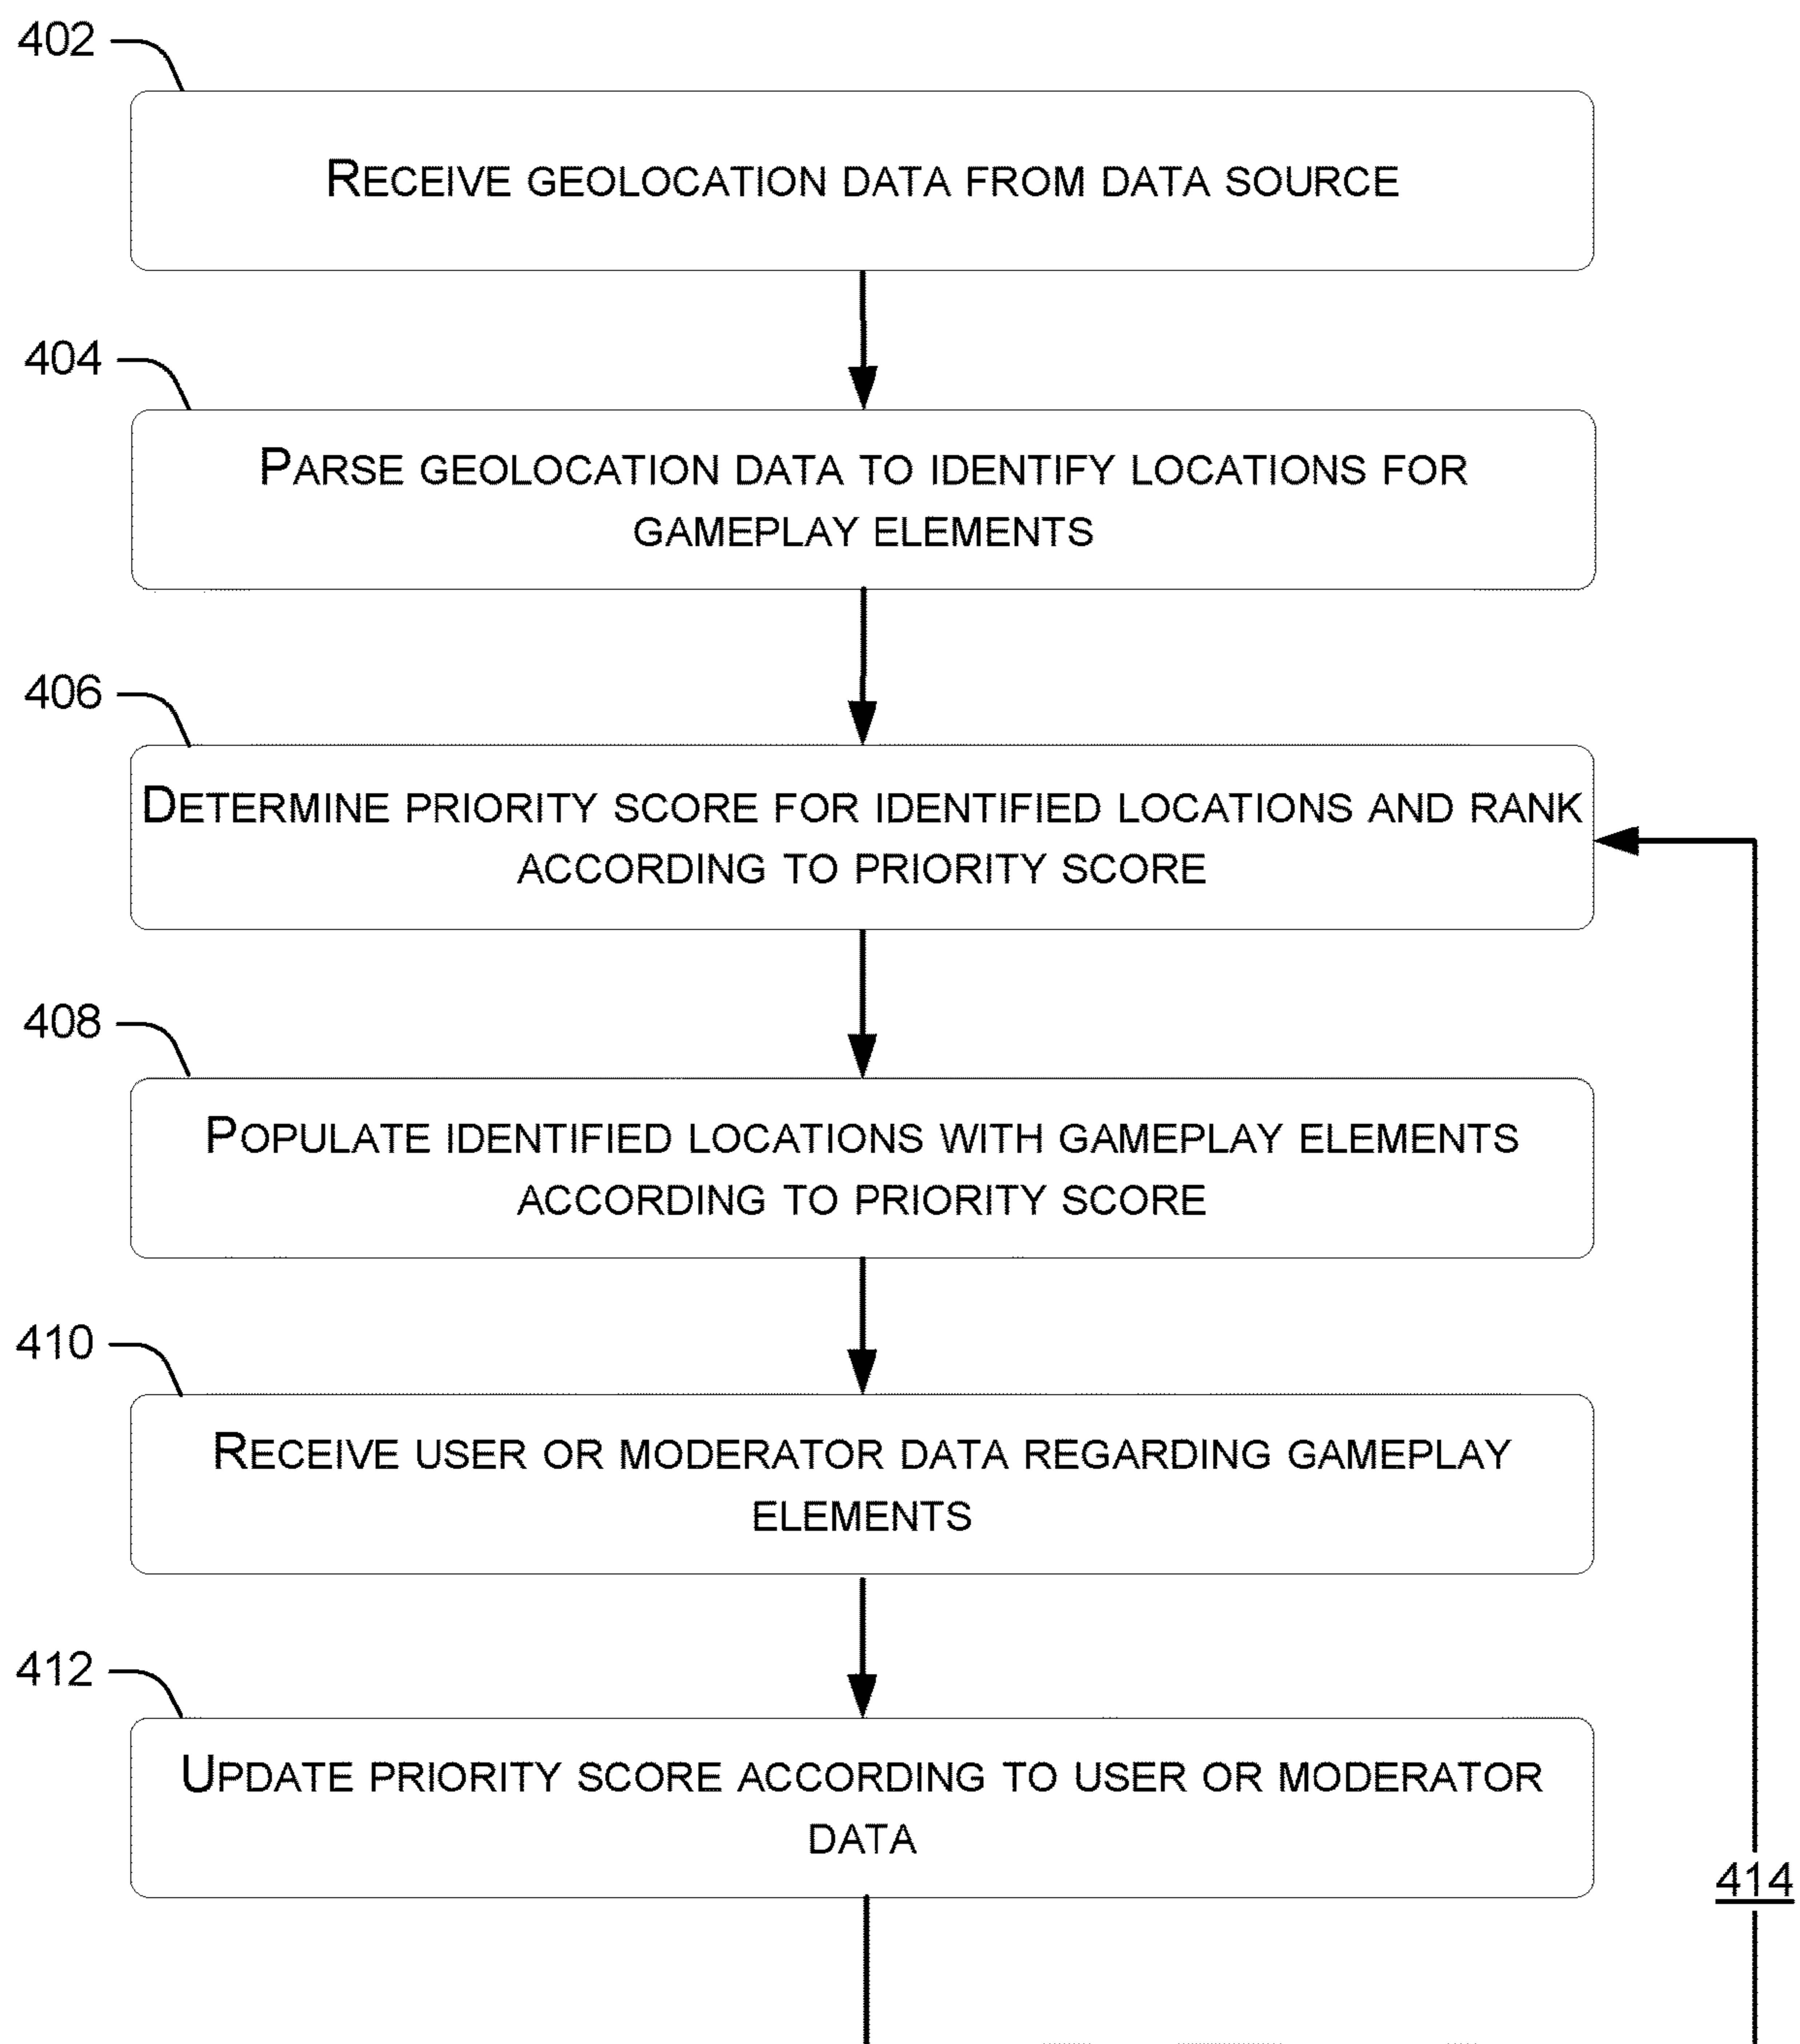 402
RECEIVE GEOLOCATION DATA FROM DATA SOURCE
404
PARSE GEOLOCATION DATA TO IDENTIFY LOCATIONS FOR
GAMEPLAY ELEMENTS
406
DETERMINE PRIORITY SCORE FOR IDENTIFIED LOCATIONS AND RANK
ACCORDING TO PRIORITY SCORE
408
POPULATE IDENTIFIED LOCATIONS WITH GAMEPLAY ELEMENTS
ACCORDING TO PRIORITY SCORE
410
RECEIVE USER OR MODERATOR DATA REGARDING GAMEPLAY
ELEMENTS
412
UPDATE PRIORITY SCORE ACCORDING TO USER OR MODERATOR
DATA
414